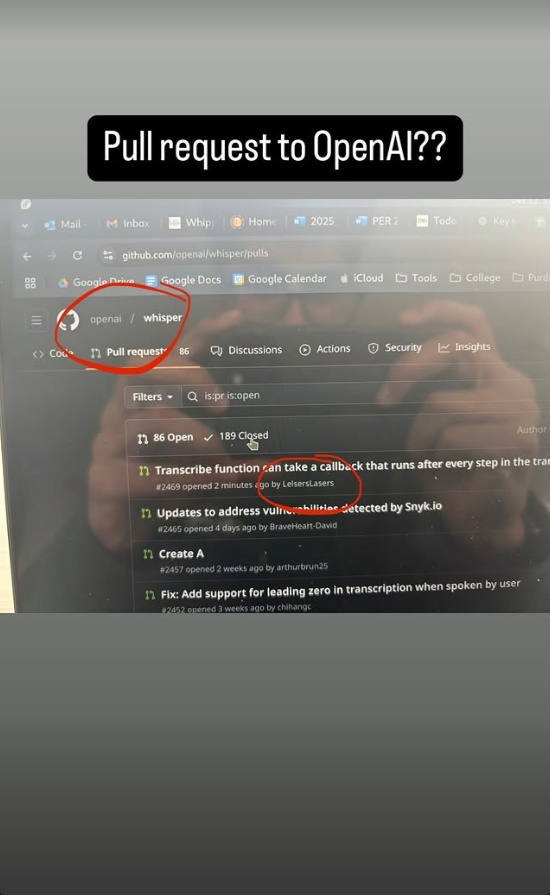 Pull request to OpenAI??
Mail
Inbox
Whip
Home
2025
PER 2
Todo
Key
github.com/openai/whisper/pulls
Google Drive
Google Docs
Google Calendar
iCloud
Tools
College
Purd
openai / whisper
<> Code
Pull requests 86
Discussions
Actions
Security
Insights
Filters
is:pr is:open
86 Open
189 Closed
Author
Transcribe function can take a callback that runs after every step in the tran
#2469 opened 2 minutes ago by LelsersLasers
Updates to address vulnerabilities detected by Snyk.io
#2465 opened 4 days ago by BraveHeart-David
Create A
#2457 opened 2 weeks ago by arthurbrun25
Fix: Add support for leading zero in transcription when spoken by user
#2452 opened 3 weeks ago by chihangc